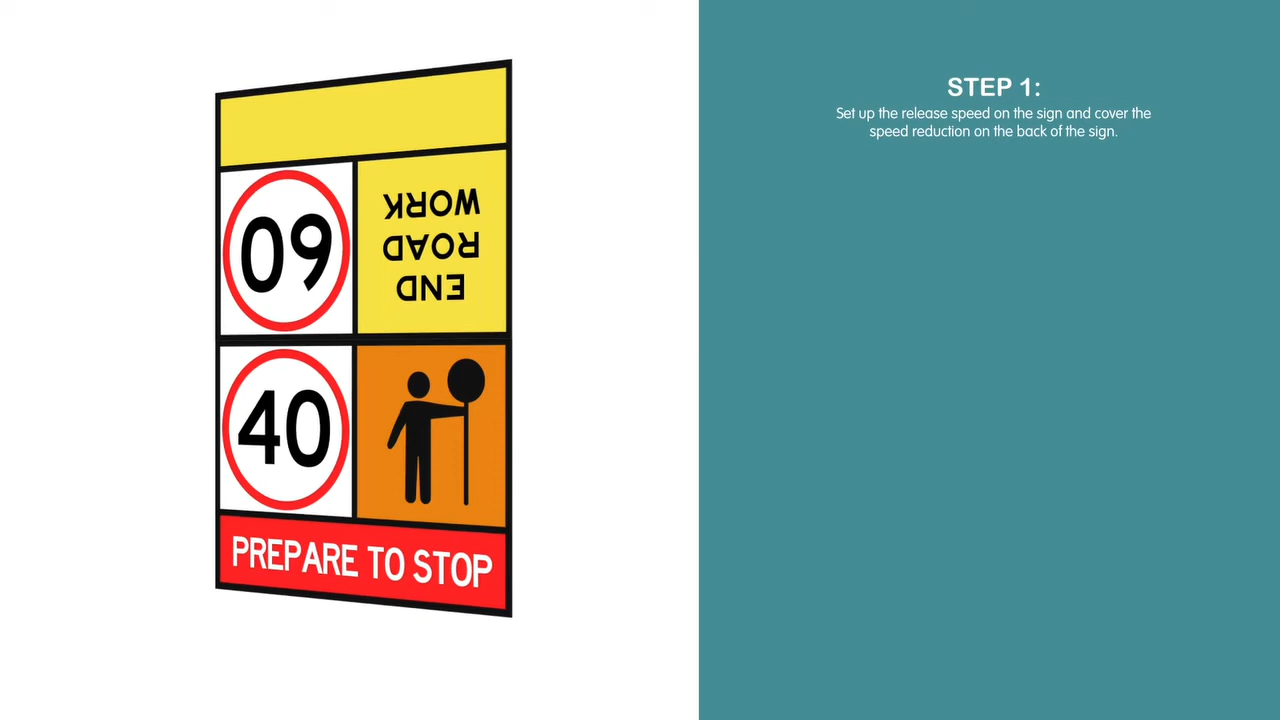 60
END
ROAD
WORK
40
PREPARE TO STOP
STEP 1:
Set up the release speed on the sign and cover the
speed reduction on the back of the sign.